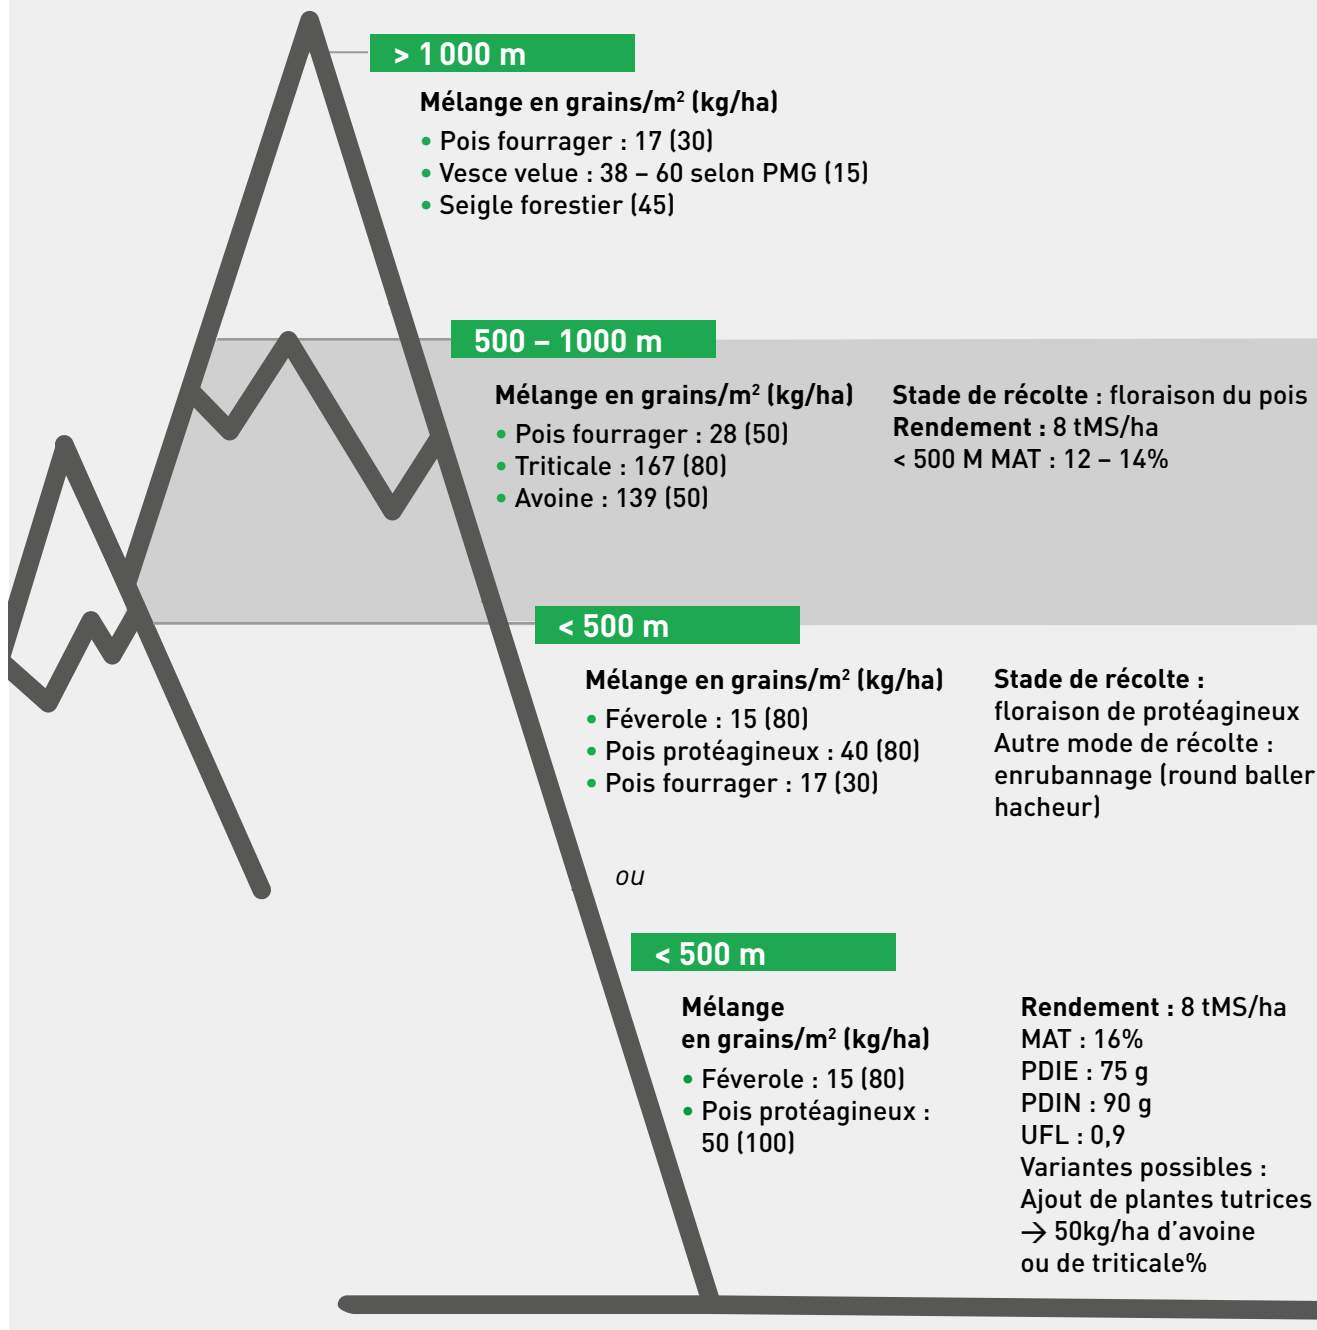 > 1 000 m
Mélange en grains/m² (kg/ha)
• Pois fourrager : 17 (30)
• Vesce velue : 38 – 60 selon PMG (15)
• Seigle forestier (45)
500 – 1000 m
Mélange en grains/m² (kg/ha)
• Pois fourrager : 28 (50)
• Triticale : 167 (80)
• Avoine : 139 (50)
Stade de récolte : floraison du pois
Rendement : 8 tMS/ha
< 500 M MAT : 12 – 14%
< 500 m
Mélange en grains/m² (kg/ha)
• Féverole : 15 (80)
• Pois protéagineux : 40 (80)
• Pois fourrager : 17 (30)
Stade de récolte :
floraison de protéagineux
Autre mode de récolte :
enrubannage (round baller
hacheur)
ou
< 500 m
Mélange
en grains/m² (kg/ha)
• Féverole : 15 (80)
• Pois protéagineux :
50 (100)
Rendement : 8 tMS/ha
MAT : 16%
PDIE : 75 g
PDIN : 90 g
UFL : 0,9
Variantes possibles :
Ajout de plantes tutrices
→ 50kg/ha d’avoine
ou de triticale%